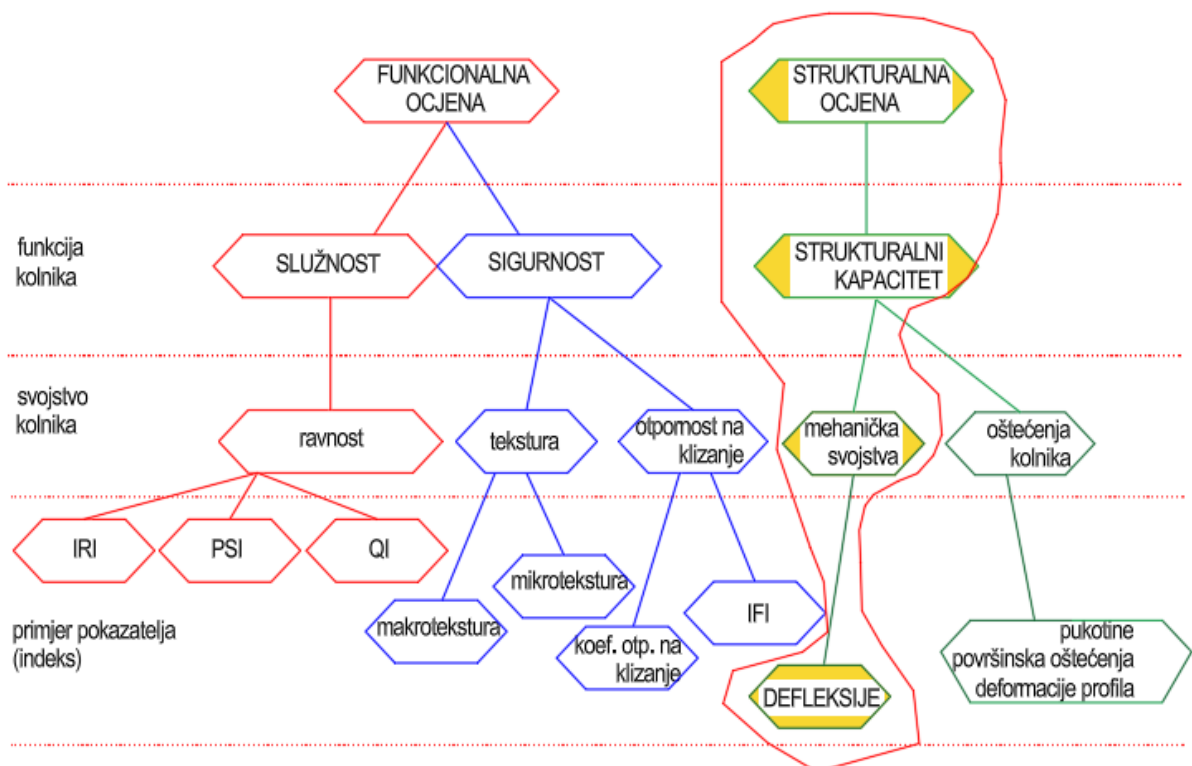 FUNKCIONALNA
OCJENA
STRUKTURALNA
OCJENA
funkcija
kolnika
SLUŽNOST
SIGURNOST
STRUKTURALNI
KAPACITET
svojstvo
kolnika
ravnost
tekstura
otpornost na
klizanje
mehanička
svojstva
oštećenja
kolnika
IRI
PSI
QI
mikrotekstura
makrotekstura
IFI
koef. otp. na
klizanje
primjer pokazatelja
(indeks)
pukotine
površinska oštećenja
deformacije profila
DEFLEKSIJE